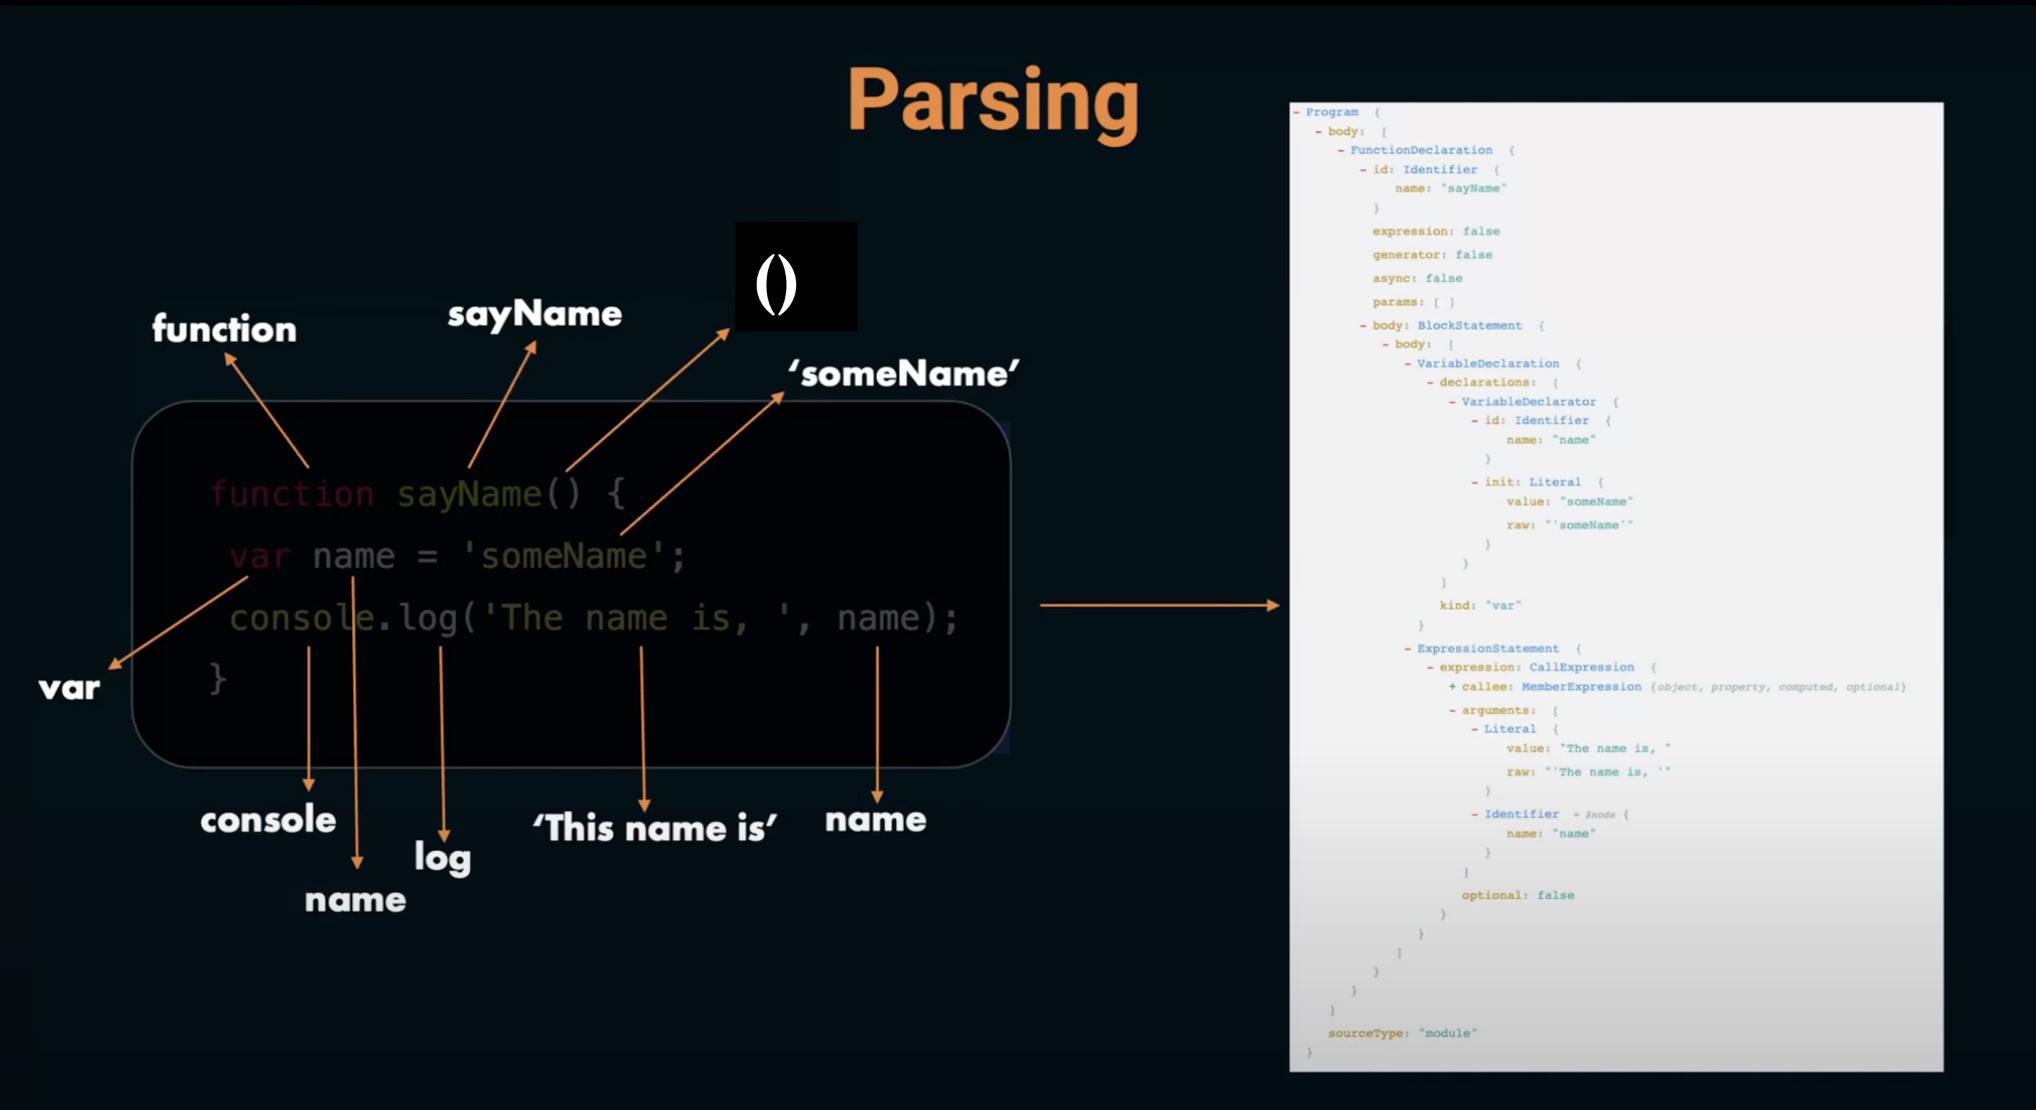 Parsing
()
sayName
function
'someName'
function sayName() {
var name = 'someName';
console.log('The name is, ', name);
}
var
console
'This name is'
name
log
name
- Program {
- body: [
- FunctionDeclaration {
- id: Identifier {
name: "sayName"
}
expression: false
generator: false
async: false
params: [ ]
- body: BlockStatement {
- body: [
- VariableDeclaration {
- declarations: [
- VariableDeclarator {
- id: Identifier {
name: "name"
}
- init: Literal {
value: "someName"
raw: "'someName'"
}
}
]
kind: "var"
}
- ExpressionStatement {
- expression: CallExpression {
+ callee: MemberExpression {object, property, computed, optional}
- arguments: [
- Literal {
value: "The name is, "
raw: "'The name is, '"
}
- Identifier = $node {
name: "name"
}
]
optional: false
}
}
]
}
}
]
sourceType: "module"
}